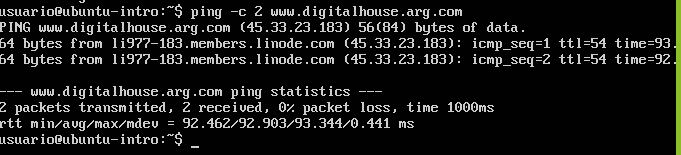 usuario@ubuntu-intro:~$ ping -c 2 www.digitalhouse.arg.com
PING www.digitalhouse.arg.com (45.33.23.183) 56(84) bytes of data.
64 bytes from li977-183.members.linode.com (45.33.23.183): icmp_seq=1 ttl=54 time=93.
64 bytes from li977-183.members.linode.com (45.33.23.183): icmp_seq=2 ttl=54 time=92.
--- www.digitalhouse.arg.com ping statistics ---
2 packets transmitted, 2 received, 0% packet loss, time 1000ms
rtt min/avg/max/mdev = 92.462/92.903/93.344/0.441 ms
usuario@ubuntu-intro:~$ _